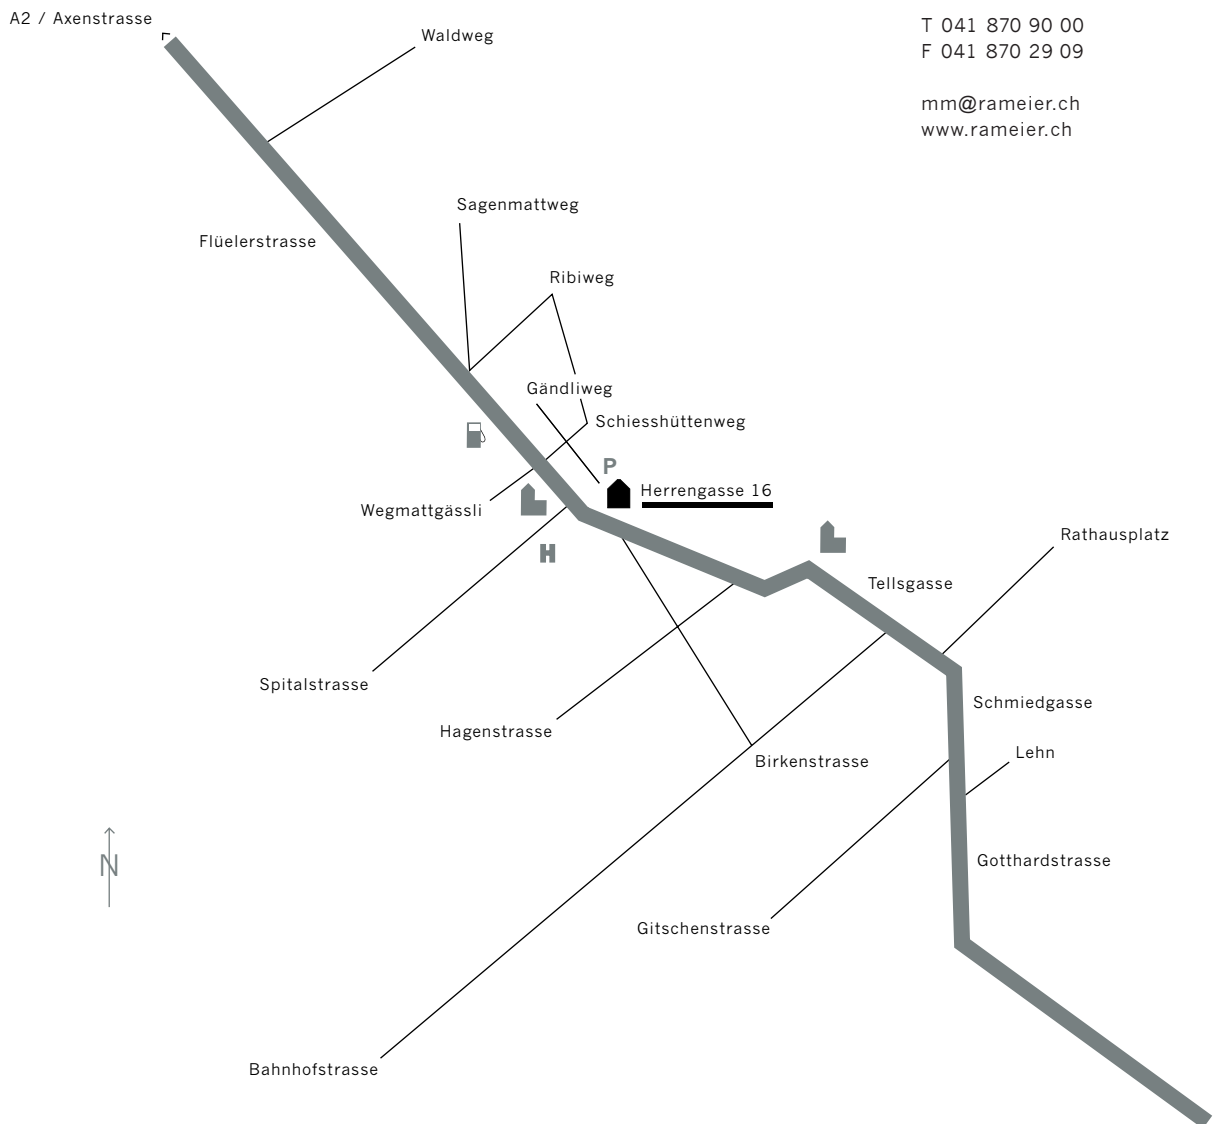 A2 / Axenstrasse
T 041 870 90 00
F 041 870 29 09
mm@rameier.ch
www.rameier.ch
Waldweg
Sagenmattweg
Flüelerstrasse
Ribiweg
Gändliweg
Schiesshüttenweg
P
Herrengasse 16
Wegmattgässli
Rathausplatz
H
Tellsgasse
Spitalstrasse
Schmiedgasse
Hagenstrasse
Lehn
Birkenstrasse
N
Gotthardstrasse
Gitschenstrasse
Bahnhofstrasse